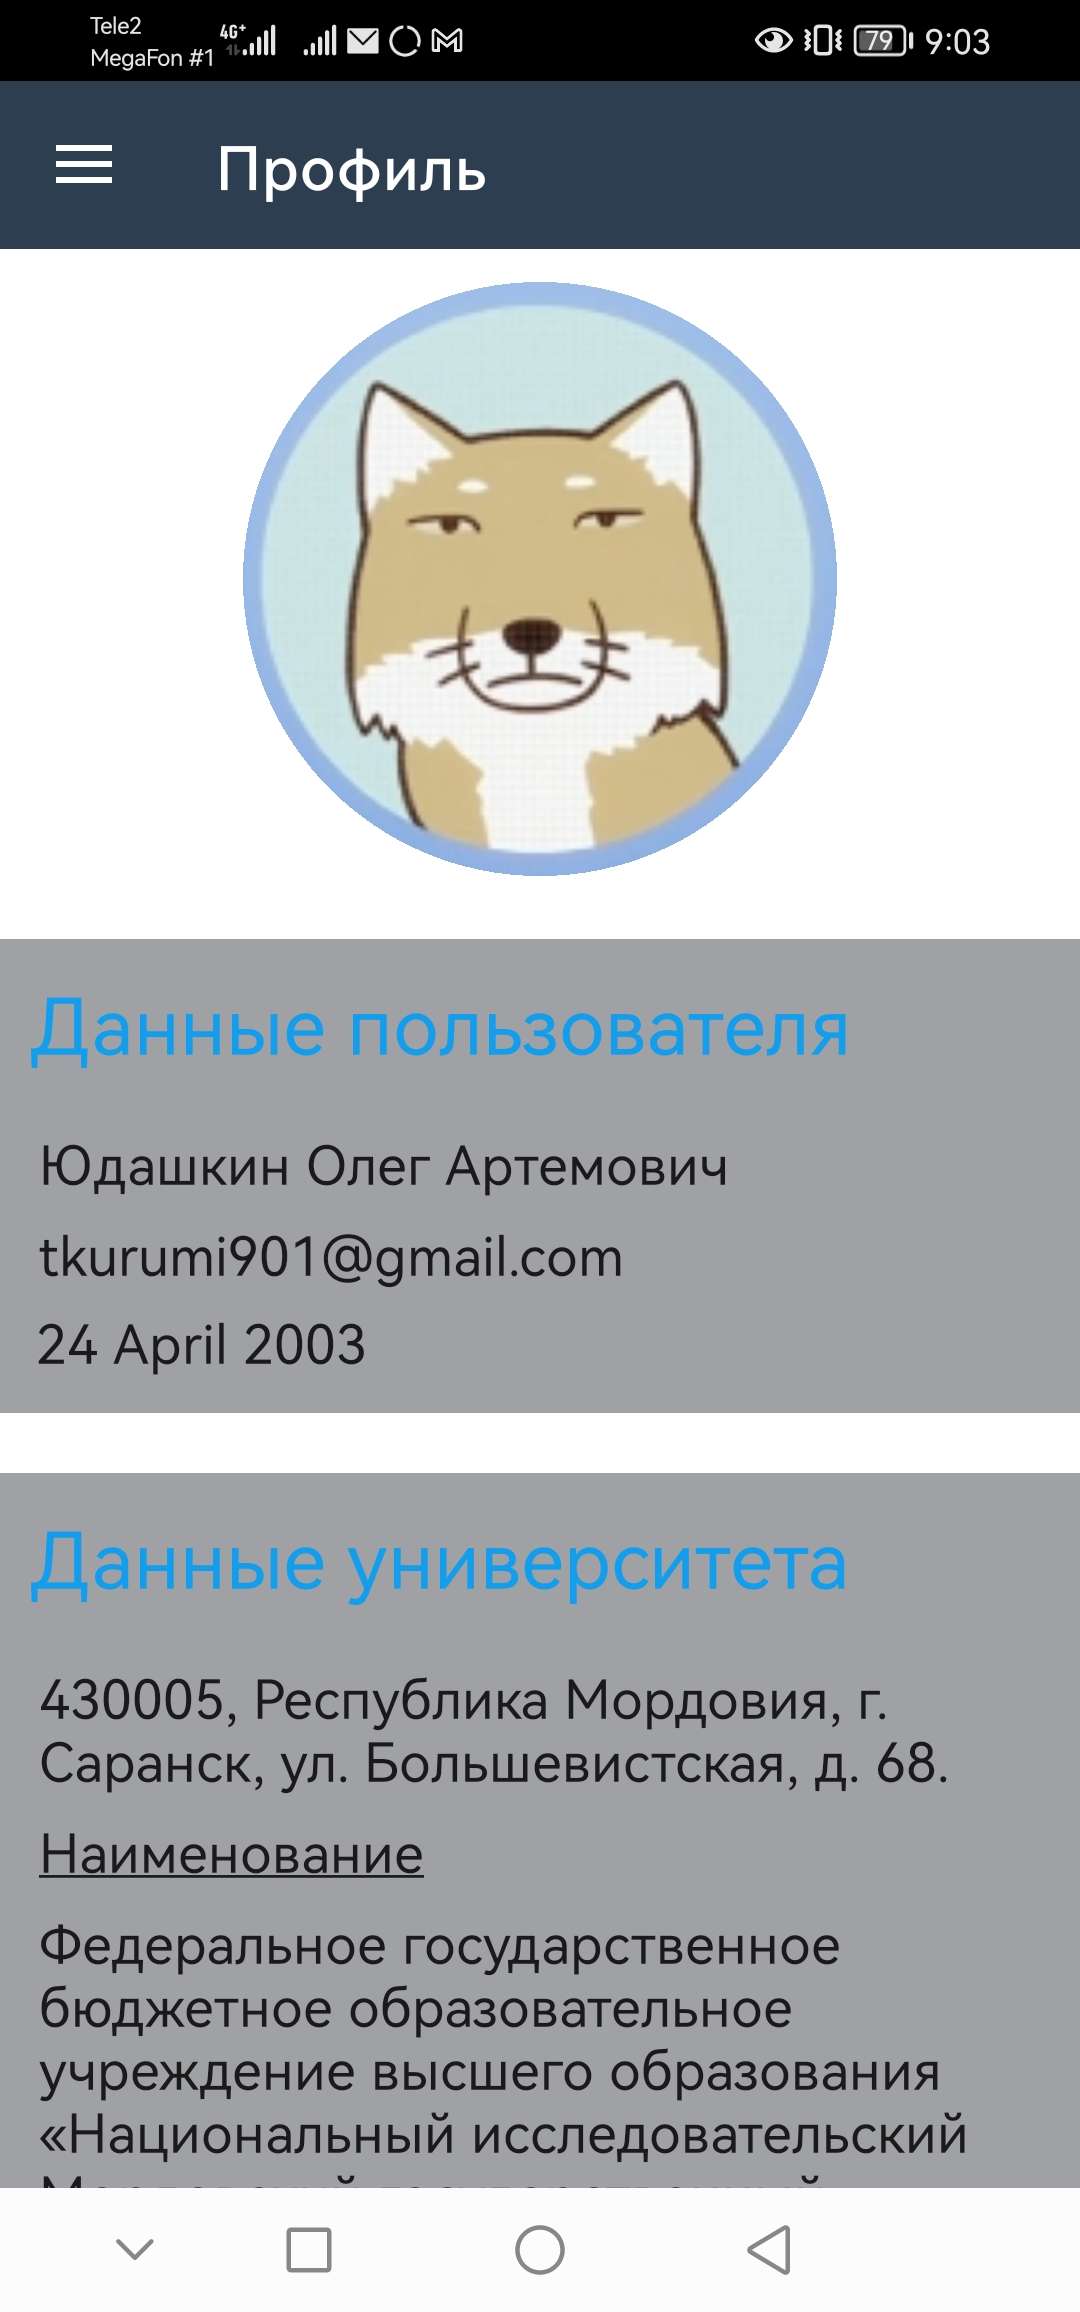 Tele2
MegaFon #1
4G+
79
9:03
Профиль
Данные пользователя
Юдашкин Олег Артемович
tkurumi901@gmail.com
24 April 2003
Данные университета
430005, Республика Мордовия, г.
Саранск, ул. Большевистская, д. 68.
Наименование
Федеральное государственное
бюджетное образовательное
учреждение высшего образования
«Национальный исследовательский